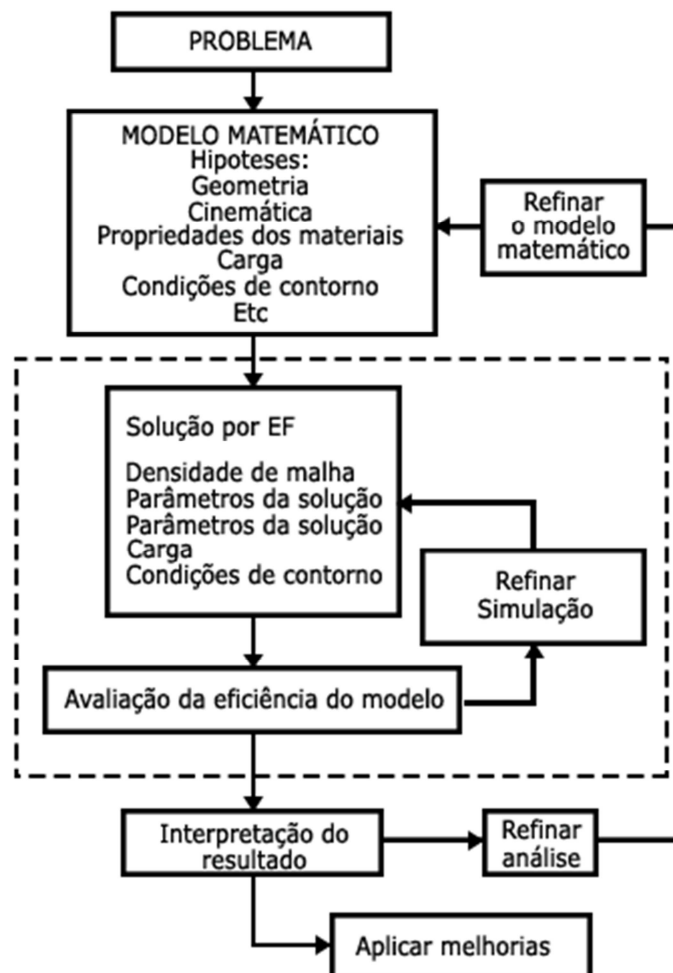 PROBLEMA
MODELO MATEMÁTICO
Hipoteses:
Geometria
Cinemática
Propriedades dos materiais
Carga
Condições de contorno
Etc
Refinar
o modelo
matemático
Solução por EF
Densidade de malha
Parâmetros da solução
Parâmetros da solução
Carga
Condições de contorno
Refinar
Simulação
Avaliação da eficiência do modelo
Interpretação do
resultado
Refinar
análise
Aplicar melhorias